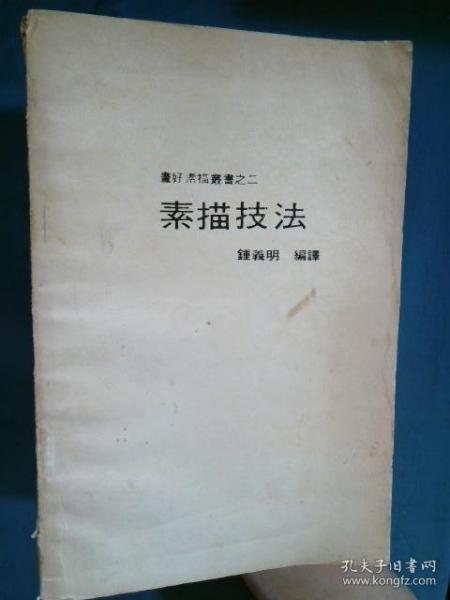 畫好素描叢書之二
素描技法
鍾義明 編譯
孔夫子旧书网
www.kongfz.com